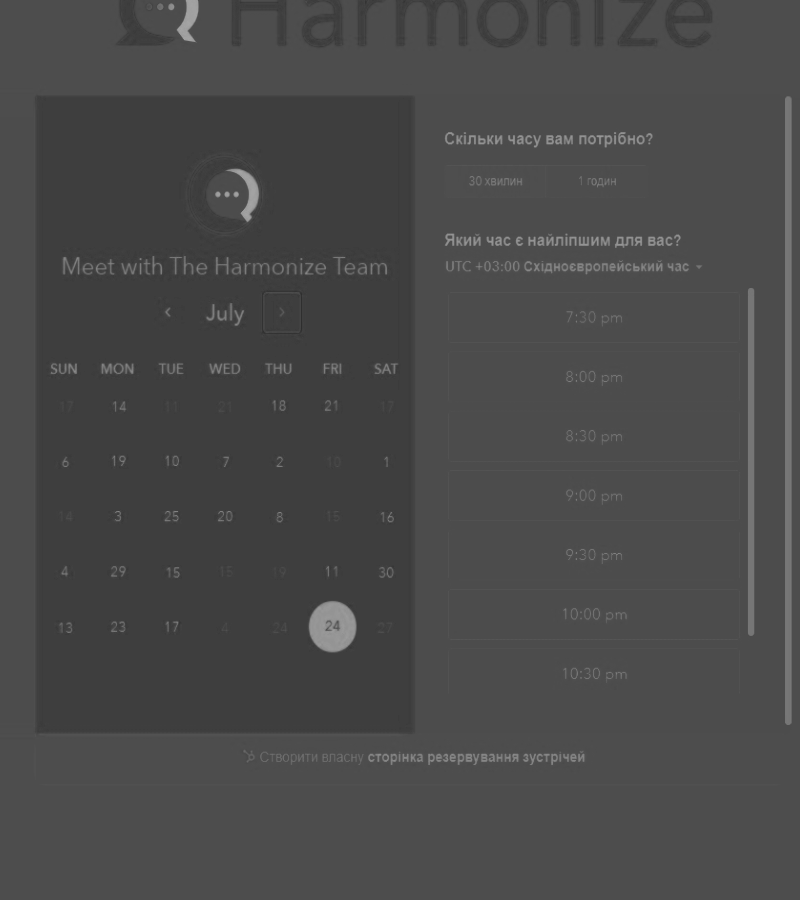 Harmonize
Meet with The Harmonize Team
July
SUN MON TUE WED THU FRI SAT
17 14 11 21 18 21 17
6 19 10 7 2 10 1
14 3 25 20 8 15 16
4 29 15 15 19 11 30
13 23 17 4 24 24 27
Скільки часу вам потрібно?
30 хвилин 1 годин
Який час є найліпшим для вас?
UTC +03:00 Східноєвропейський час
7:30 pm
8:00 pm
8:30 pm
9:00 pm
9:30 pm
10:00 pm
10:30 pm
Створити власну сторінка резервування зустрічей